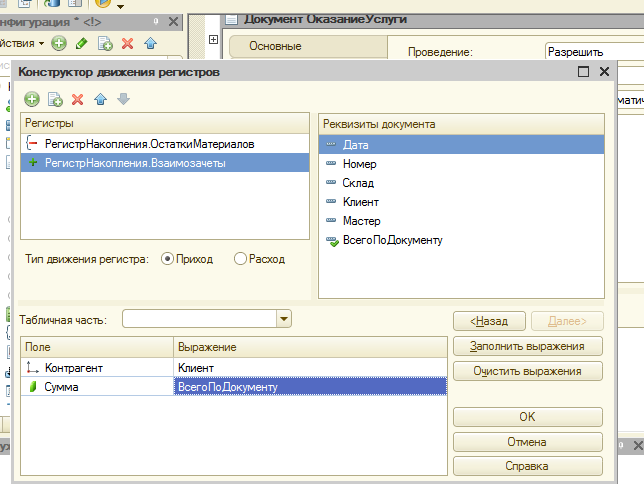 нфигурация * <!>
йствия
Документ ОказаниеУслуги
Основные
Проведение:
Разрешить
матич
Конструктор движения регистров
Регистры
РегистрНакопления.ОстаткиМатериалов
РегистрНакопления.Взаимозачеты
Тип движения регистра:
Приход
Расход
Реквизиты документа
Дата
Номер
Склад
Клиент
Мастер
ВсегоПоДокументу
Табличная часть:
<Назад
Далее>
Заполнить выражения
Очистить выражения
OK
Отмена
Справка
Поле
Выражение
Контрагент
Клиент
Сумма
ВсегоПоДокументу